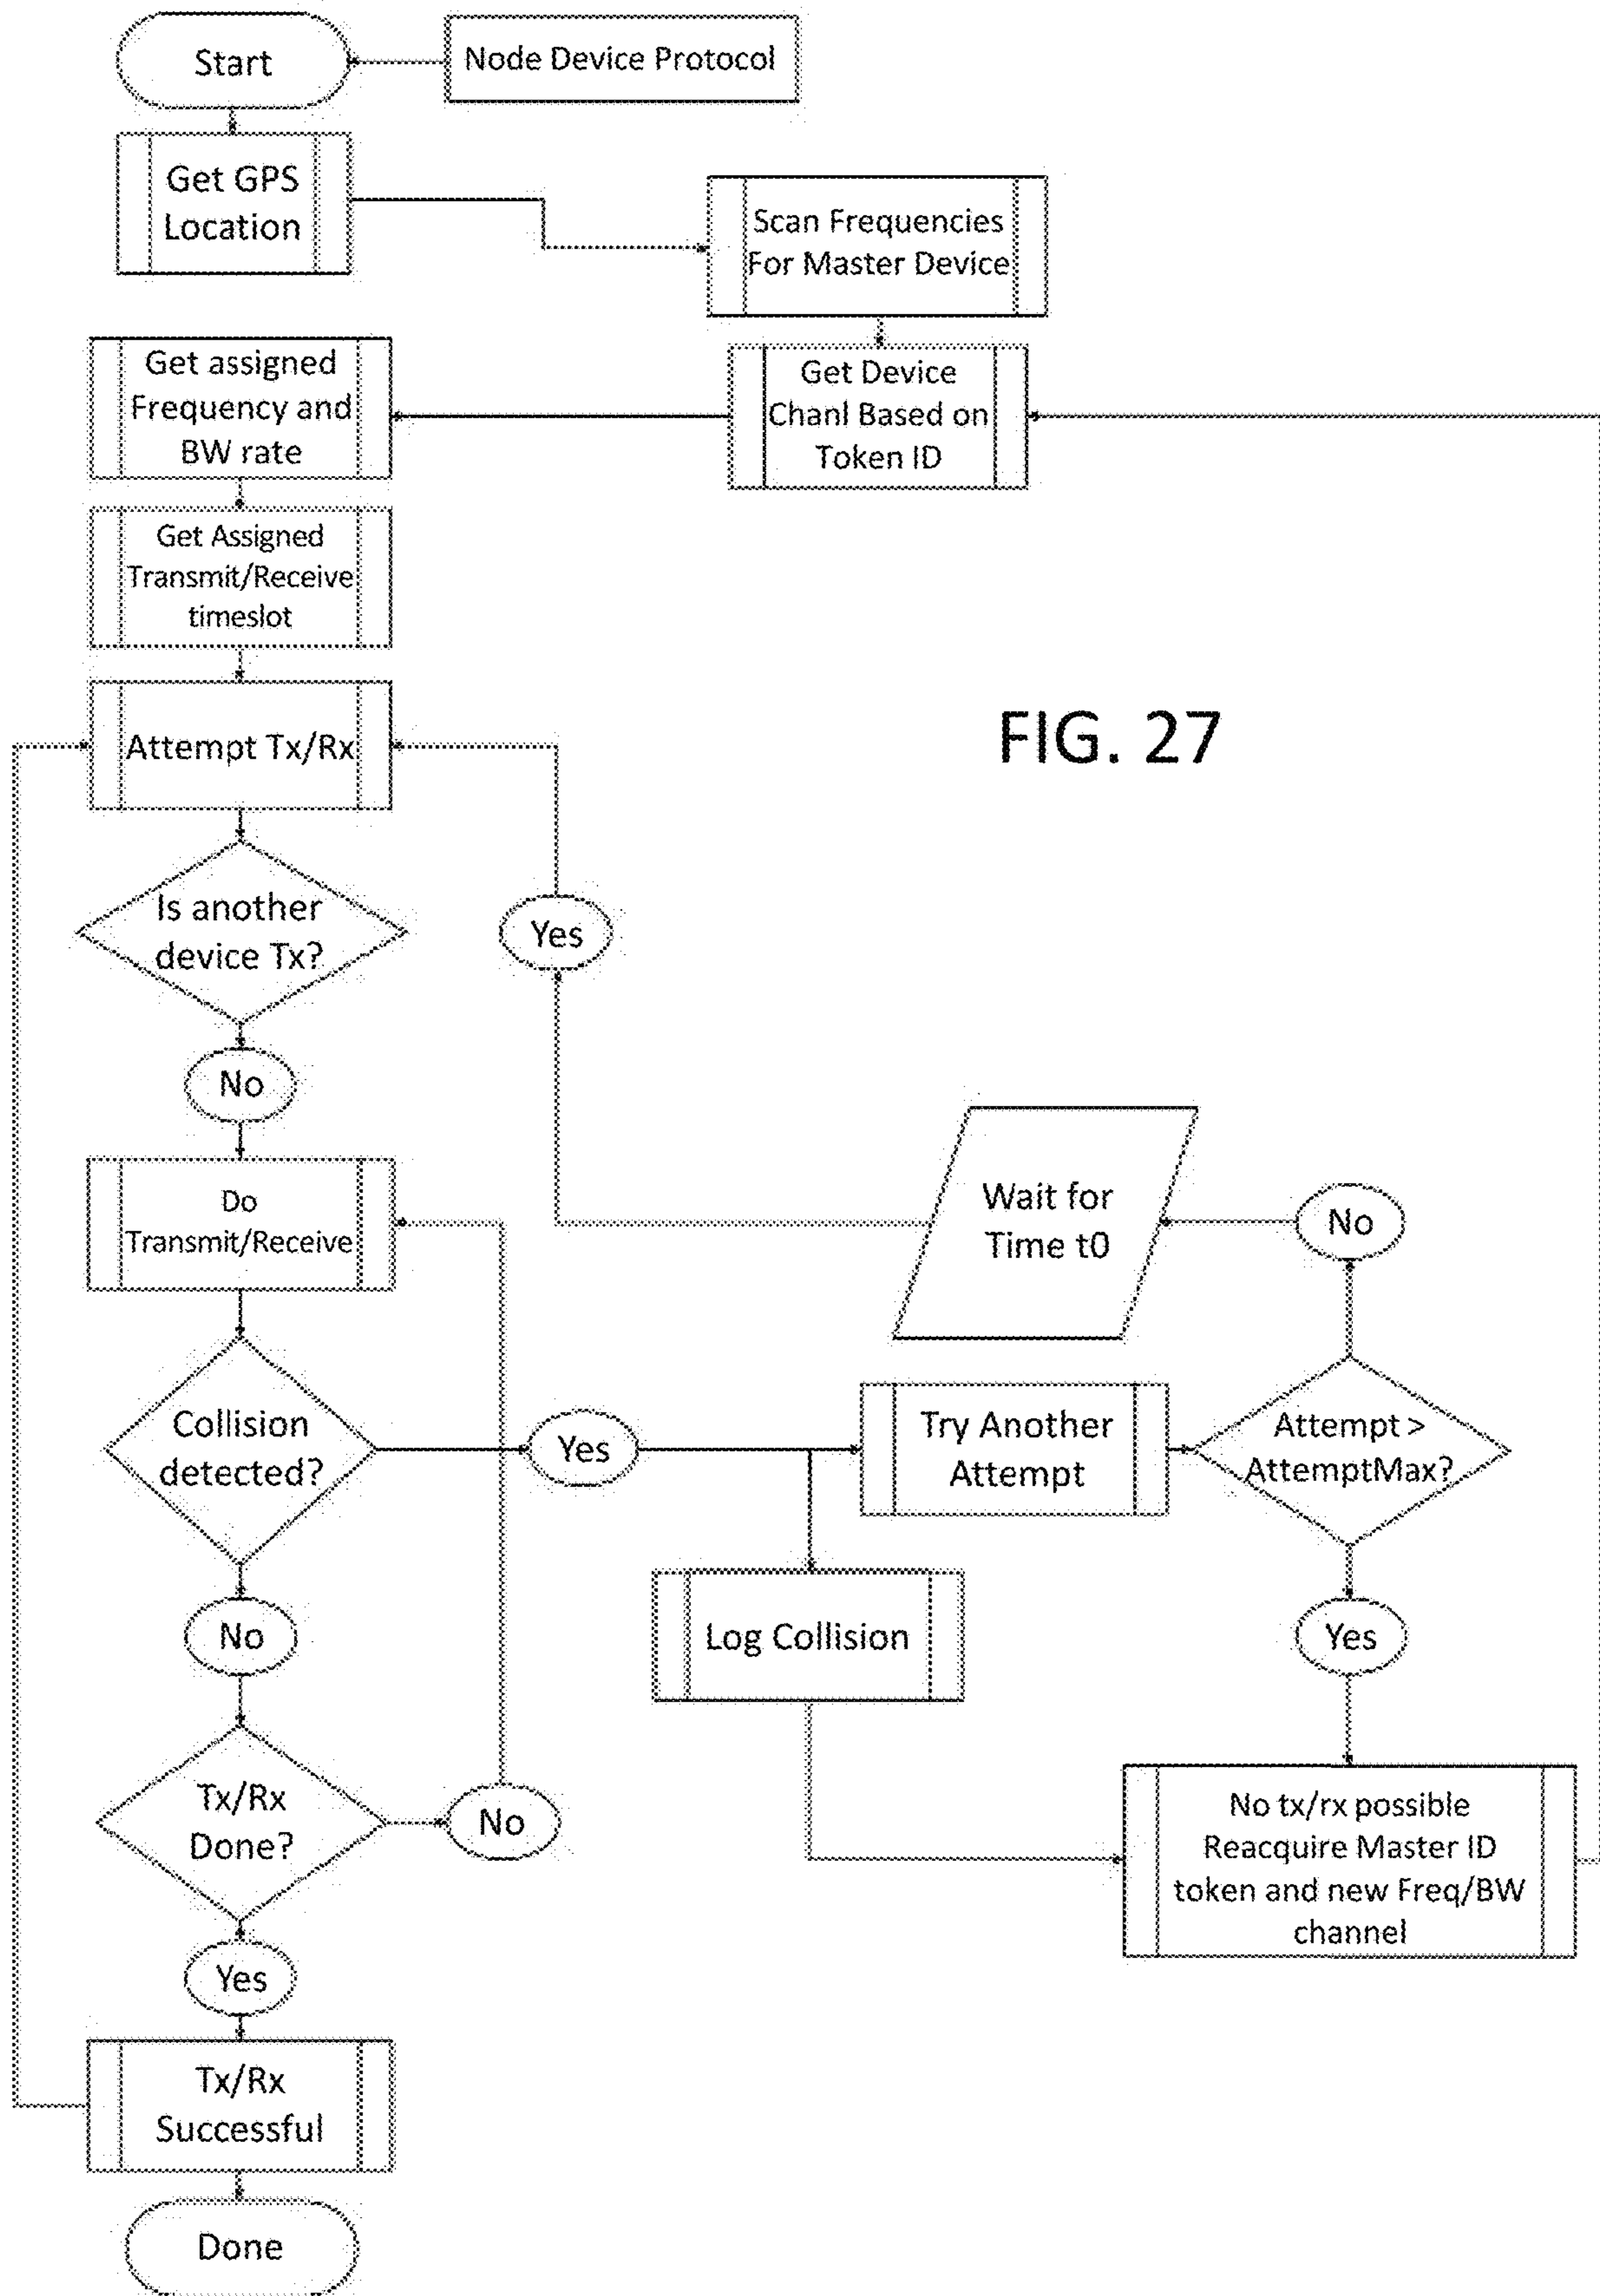 Start
Node Device Protocol
Get GPS
Location
Scan Frequencies
For Master Device
Get assigned
Frequency and
BW rate
Get Device
Chanl Based on
Token ID
Get Assigned
Transmit/Receive
timeslot
FIG. 27
Attempt Tx/Rx
Is another
device Tx?
Yes
No
Do
Transmit/Receive
Wait for
Time t0
No
Collision
detected?
Yes
Try Another
Attempt
Attempt >
AttemptMax?
No
Log Collision
Yes
Tx/Rx
Done?
No
No tx/rx possible
Reacquire Master ID
token and new Freq/BW
channel
Yes
Tx/Rx
Successful
Done